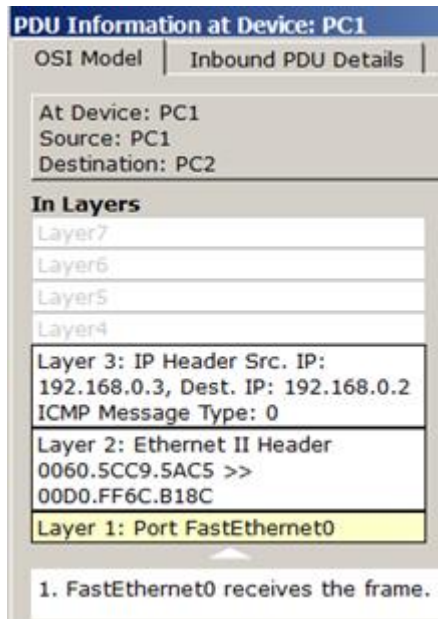 PDU Information at Device: PC1
OSI Model
Inbound PDU Details
At Device: PC1
Source: PC1
Destination: PC2
In Layers
Layer7
Layer6
Layer5
Layer4
Layer 3: IP Header Src. IP:
192.168.0.3, Dest. IP: 192.168.0.2
ICMP Message Type: 0
Layer 2: Ethernet II Header
0060.5CC9.5AC5 >>
00D0.FF6C.B18C
Layer 1: Port FastEthernet0
1. FastEthernet0 receives the frame.